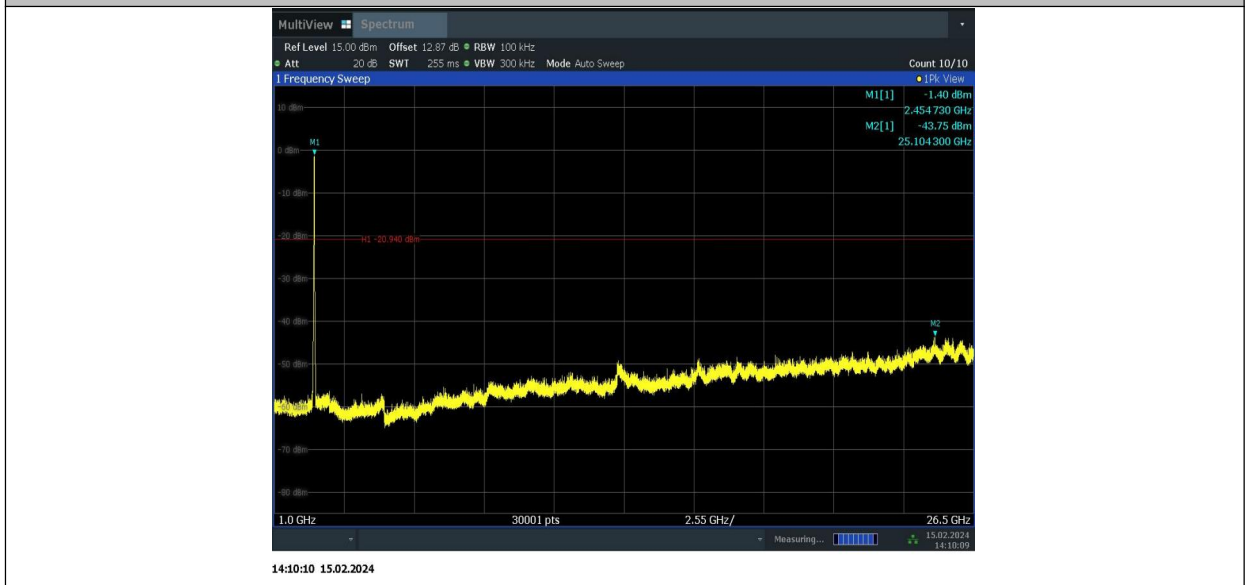 MultiView Spectrum
Ref Level 15.00 dBm Offset 12.87 dB RBW 100 kHz
Att 20 dB SWT 255 ms VBW 300 kHz Mode Auto Sweep Count 10/10
1 Frequency Sweep 1Pk View
M1[1] -1.40 dBm
2.454 730 GHz
M2[1] -43.75 dBm
25.104 300 GHz
10 dBm
M1
0 dBm
-10 dBm
-20 dBm
H1 -20.940 dBm
-30 dBm
-40 dBm
M2
-50 dBm
-60 dBm
-70 dBm
-80 dBm
1.0 GHz 30001 pts 2.55 GHz/ 26.5 GHz
Measuring... 15.02.2024
14:10:09
14:10:10 15.02.2024